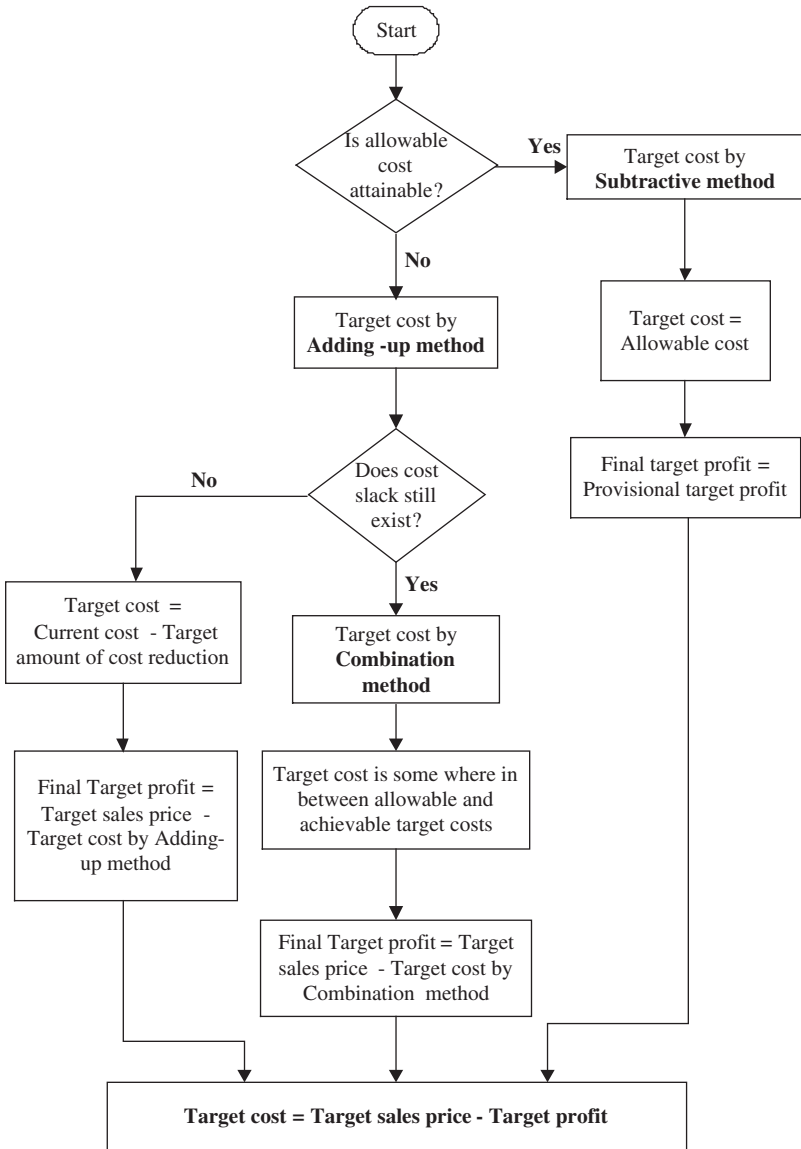 Start
Is allowable
cost
attainable?
Yes
Target cost by
Subtractive method
No
Target cost by
Adding -up method
Target cost =
Allowable cost
Does cost
slack still
exist?
No
Final target profit =
Provisional target profit
Yes
Target cost =
Current cost - Target
amount of cost reduction
Target cost by
Combination
method
Final Target profit =
Target sales price -
Target cost by Adding-
up method
Target cost is some where in
between allowable and
achievable target costs
Final Target profit = Target
sales price - Target cost by
Combination method
Target cost = Target sales price - Target profit